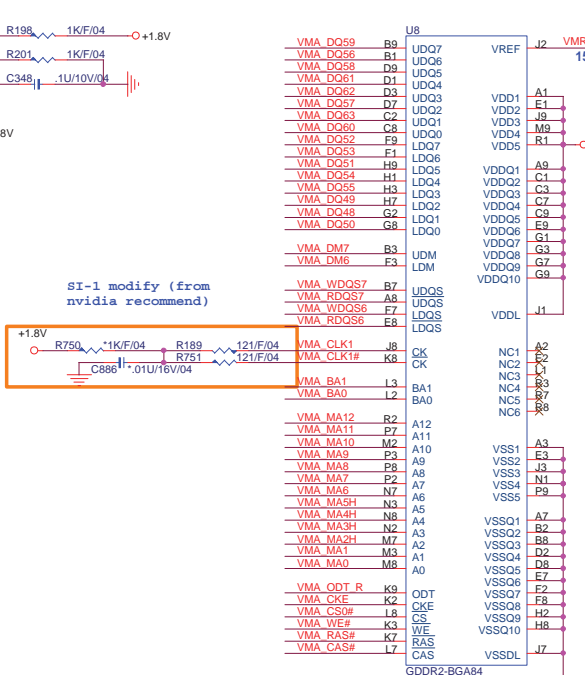 R198 1K/F/04 +1.8V
R201 1K/F/04
C348 .1U/10V/04
8V
U8
VMA_DQ59 B9 UDQ7 VREF J2 VMR
VMA_DQ56 B1 UDQ6 15
VMA_DQ58 D9 UDQ5
VMA_DQ61 D1 UDQ4
VMA_DQ62 D3 UDQ3 VDD1 A1
VMA_DQ57 D7 UDQ2 VDD2 E1
VMA_DQ63 C2 UDQ1 VDD3 J9
VMA_DQ60 C8 UDQ0 VDD4 M9
VMA_DQ52 F9 LDQ7 VDD5 R1
VMA_DQ53 F1 LDQ6
VMA_DQ51 H9 LDQ5 VDDQ1 A9
VMA_DQ54 H1 LDQ4 VDDQ2 C1
VMA_DQ55 H3 LDQ3 VDDQ3 C3
VMA_DQ49 H7 LDQ2 VDDQ4 C7
VMA_DQ48 G2 LDQ1 VDDQ5 C9
VMA_DQ50 G8 LDQ0 VDDQ6 E9
VDDQ7 G1
VMA_DM7 B3 UDM VDDQ8 G3
VMA_DM6 F3 LDM VDDQ9 G7
VDDQ10 G9
SI-1 modify (from
nvidia recommend)
VMA_WDQS7 B7 UDQS
VMA_RDQS7 A8 UDQS
VMA_WDQS6 F7 LDQS VDDL J1
VMA_RDQS6 E8 LDQS
+1.8V
R750 *1K/F/04 R189 121/F/04 VMA_CLK1 J8 CK NC1 A2
C886 *.01U/16V/04 R751 121/F/04 VMA_CLK1# K8 CK NC2 E2
NC3 L1
VMA_BA1 L3 BA1 NC4 R3
VMA_BA0 L2 BA0 NC5 R7
NC6 R8
VMA_MA12 R2 A12
VMA_MA11 P7 A11
VMA_MA10 M2 A10 VSS1 A3
VMA_MA9 P3 A9 VSS2 E3
VMA_MA8 P8 A8 VSS3 J3
VMA_MA7 P2 A7 VSS4 N1
VMA_MA6 N7 A6 VSS5 P9
VMA_MA5H N3 A5
VMA_MA4H N8 A4 VSSQ1 A7
VMA_MA3H N2 A3 VSSQ2 B2
VMA_MA2H M7 A2 VSSQ3 B8
VMA_MA1 M3 A1 VSSQ4 D2
VMA_MA0 M8 A0 VSSQ5 D8
VSSQ6 E7
VMA_ODT_R K9 ODT VSSQ7 F2
VMA_CKE K2 CKE VSSQ8 F8
VMA_CS0# L8 CS VSSQ9 H2
VMA_WE# K3 WE VSSQ10 H8
VMA_RAS# K7 RAS
VMA_CAS# L7 CAS VSSDL J7
GDDR2-BGA84